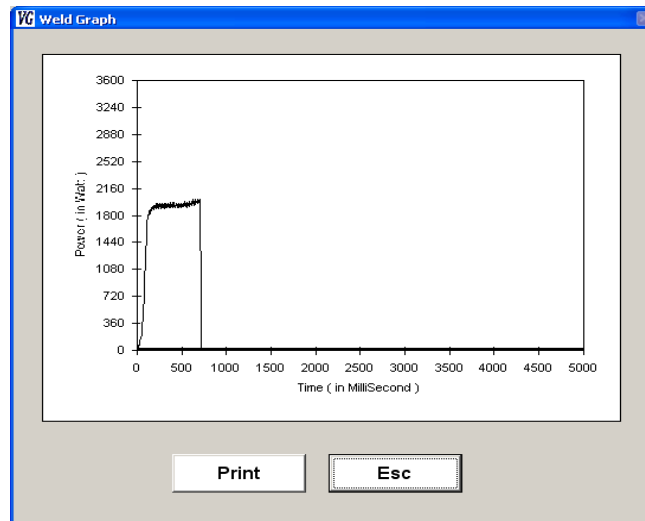 VG Weld Graph
3600
3240
2880
2520
2160
1800
1440
1080
720
360
0
Power ( in Watt )
0 500 1000 1500 2000 2500 3000 3500 4000 4500 5000
Time ( in MilliSecond )
Print Esc